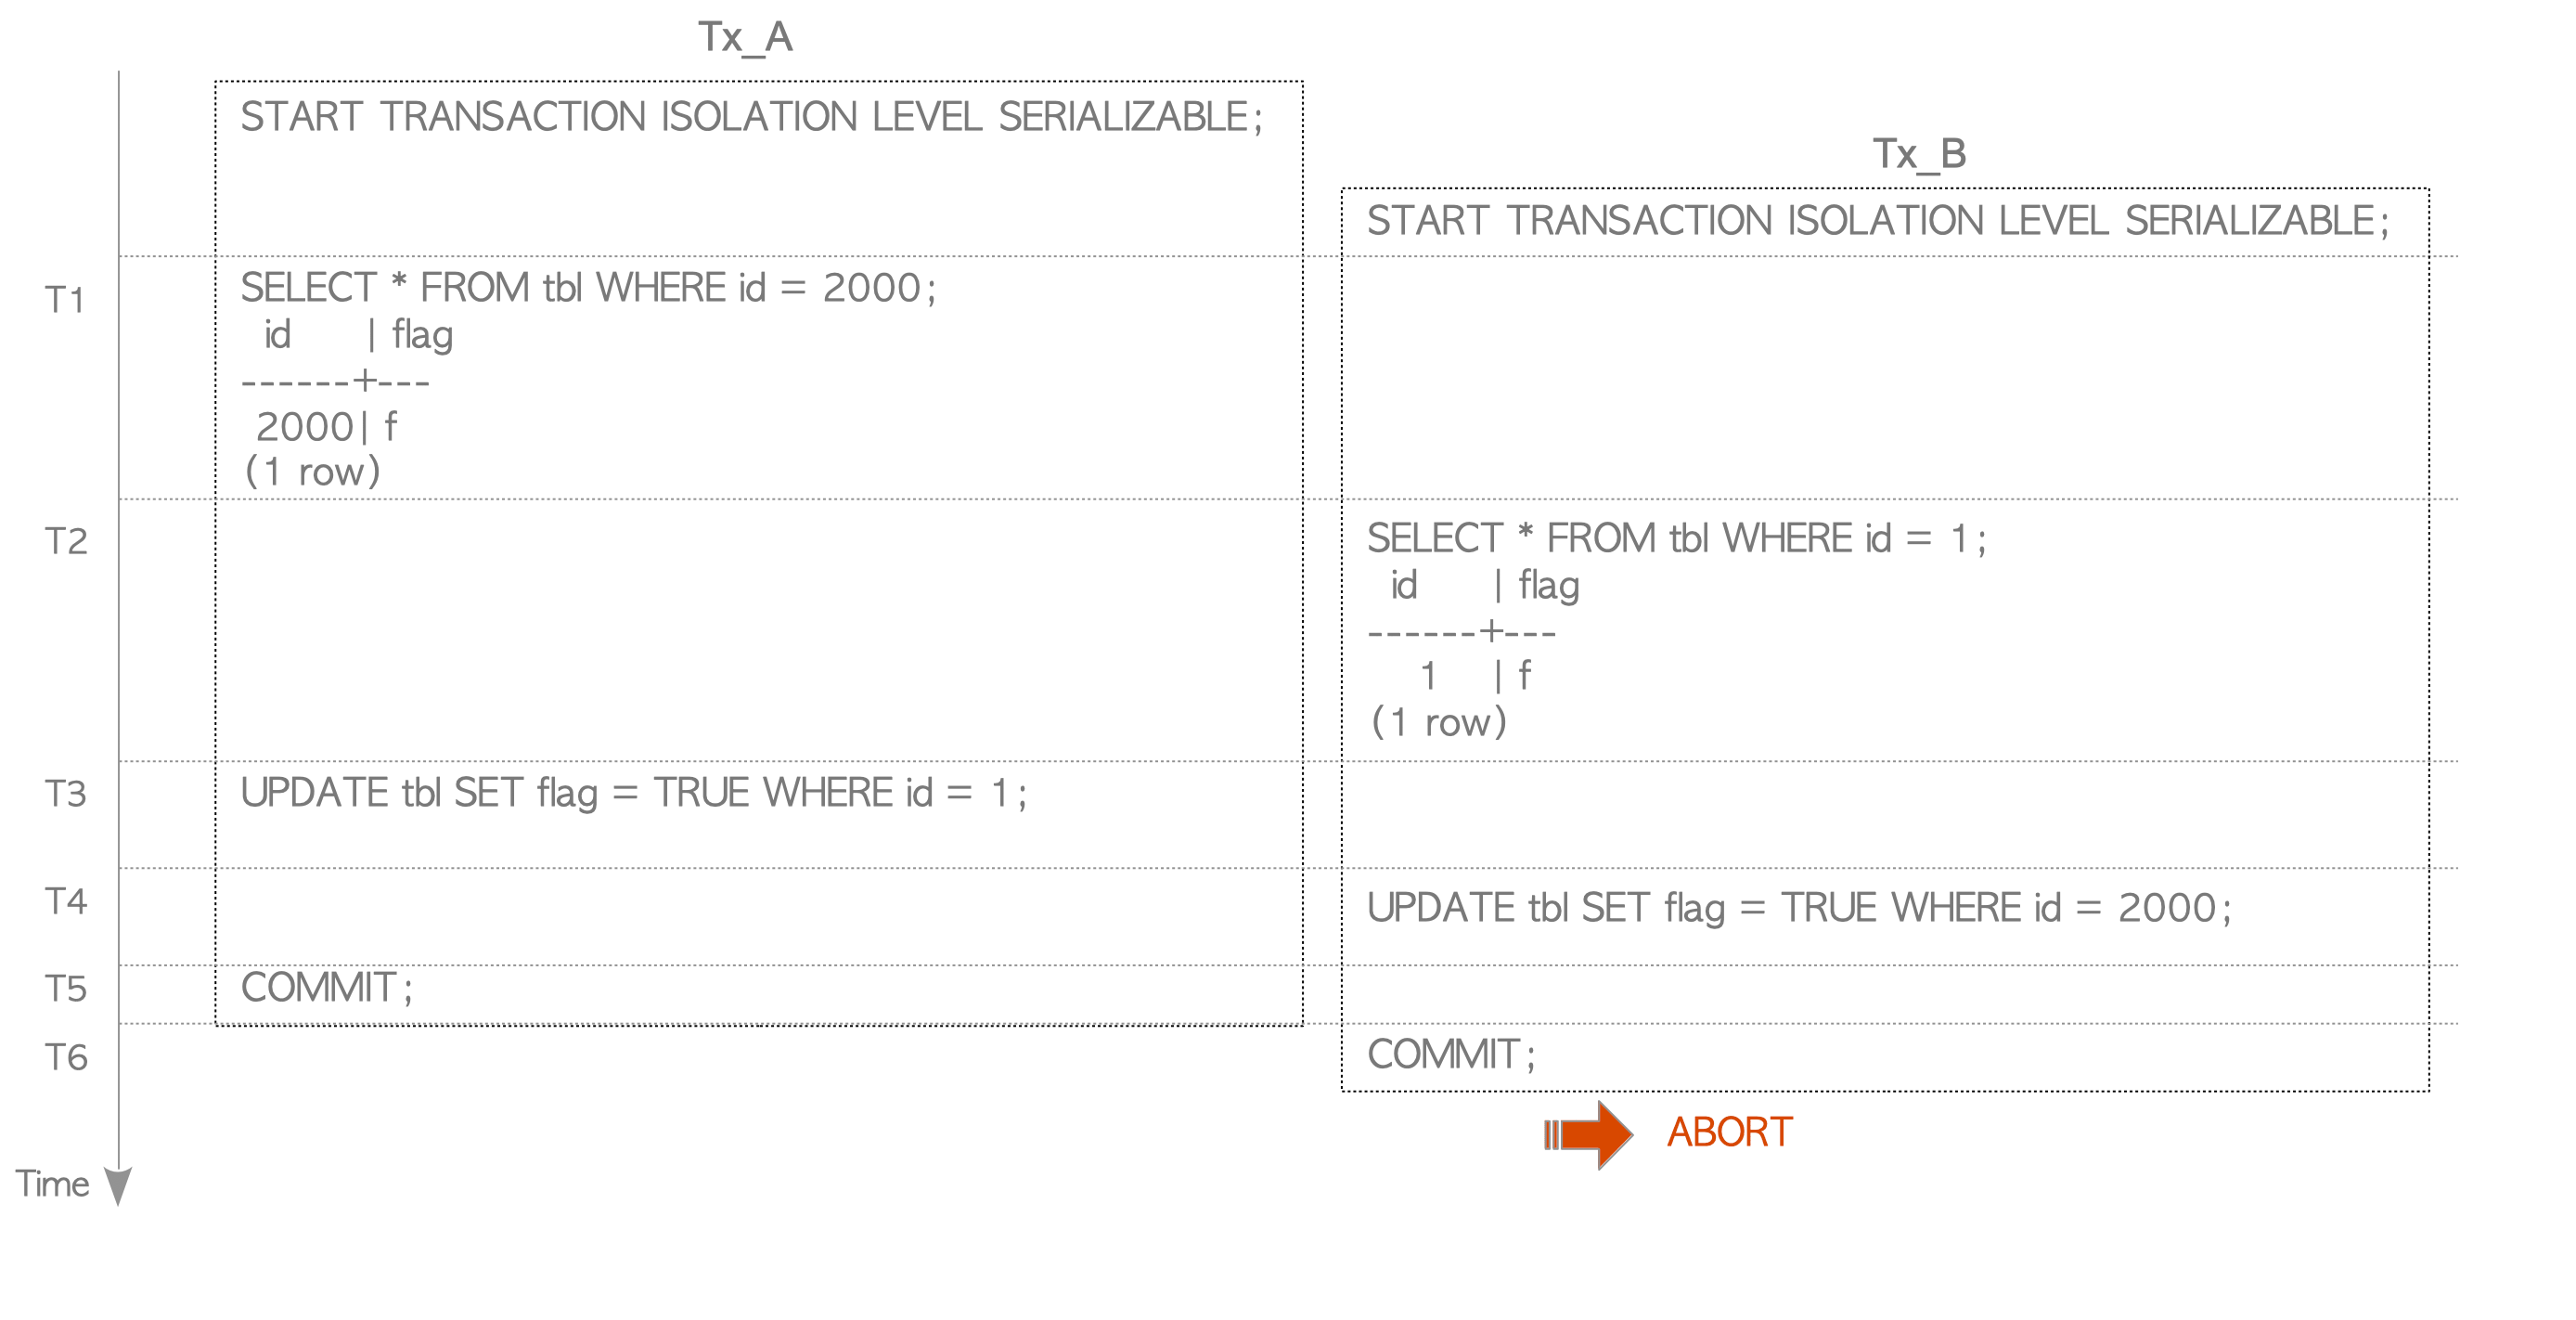 Tx_A
START TRANSACTION ISOLATION LEVEL SERIALIZABLE;
Tx_B
START TRANSACTION ISOLATION LEVEL SERIALIZABLE;
T1
SELECT * FROM tbl WHERE id = 2000;
id | flag
------+---
2000| f
(1 row)
T2
SELECT * FROM tbl WHERE id = 1;
id | flag
------+---
1 | f
(1 row)
T3
UPDATE tbl SET flag = TRUE WHERE id = 1;
T4
UPDATE tbl SET flag = TRUE WHERE id = 2000;
T5
COMMIT;
T6
COMMIT;
ABORT
Time